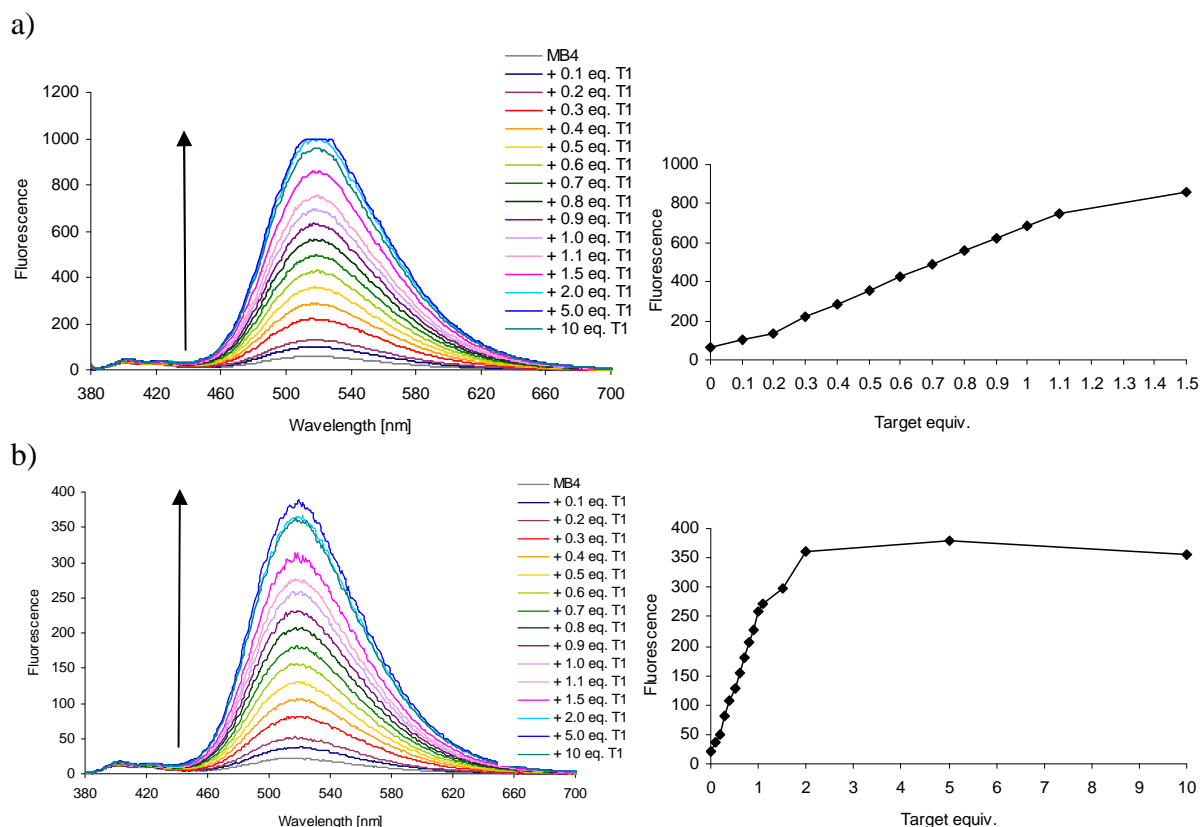 a)
1200
1000
800
600
400
200
0
Fluorescence
380 420 460 500 540 580 620 660 700
Wavelength [nm]
MB4
+ 0.1 eq. T1
+ 0.2 eq. T1
+ 0.3 eq. T1
+ 0.4 eq. T1
+ 0.5 eq. T1
+ 0.6 eq. T1
+ 0.7 eq. T1
+ 0.8 eq. T1
+ 0.9 eq. T1
+ 1.0 eq. T1
+ 1.1 eq. T1
+ 1.5 eq. T1
+ 2.0 eq. T1
+ 5.0 eq. T1
+ 10 eq. T1
1000
800
600
400
200
0
Fluorescence
0 0.1 0.2 0.3 0.4 0.5 0.6 0.7 0.8 0.9 1 1.1 1.2 1.3 1.4 1.5
Target equiv.
b)
400
350
300
250
200
150
100
50
0
Fluorescence
380 420 460 500 540 580 620 660 700
Wavelength [nm]
MB4
+ 0.1 eq. T1
+ 0.2 eq. T1
+ 0.3 eq. T1
+ 0.4 eq. T1
+ 0.5 eq. T1
+ 0.6 eq. T1
+ 0.7 eq. T1
+ 0.8 eq. T1
+ 0.9 eq. T1
+ 1.0 eq. T1
+ 1.1 eq. T1
+ 1.5 eq. T1
+ 2.0 eq. T1
+ 5.0 eq. T1
+ 10 eq. T1
400
350
300
250
200
150
100
50
0
Fluorescence
0 1 2 3 4 5 6 7 8 9 10
Target equiv.